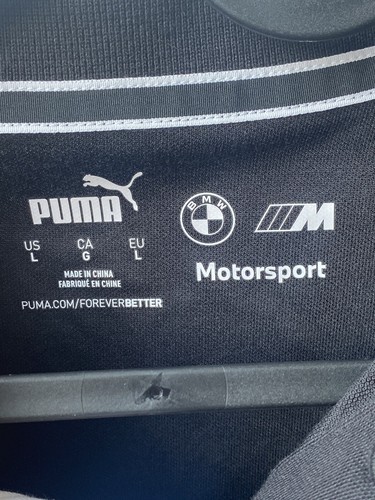 PUMA
BMW
M
Motorsport
US CA EU
L G L
MADE IN CHINA
FABRIQUÉ EN CHINE
PUMA.COM/FOREVERBETTER